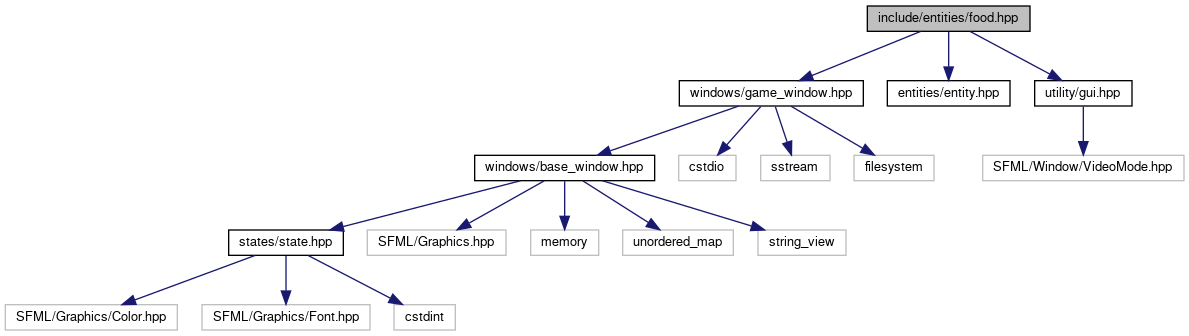 include/entities/food.hpp
windows/game_window.hpp
entities/entity.hpp
utility/gui.hpp
windows/base_window.hpp
cstdio
sstream
filesystem
SFML/Window/VideoMode.hpp
states/state.hpp
SFML/Graphics.hpp
memory
unordered_map
string_view
SFML/Graphics/Color.hpp
SFML/Graphics/Font.hpp
cstdint